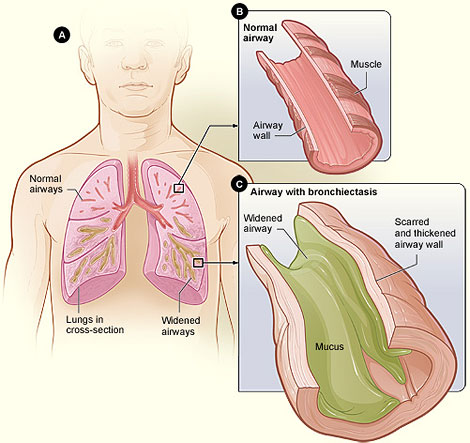 A
Normal
airways
Lungs in
cross-section
Widened
airways
B
Normal
airway
Muscle
Airway
wall
C
Airway with bronchiectasis
Widened
airway
Scarred
and thickened
airway wall
Mucus